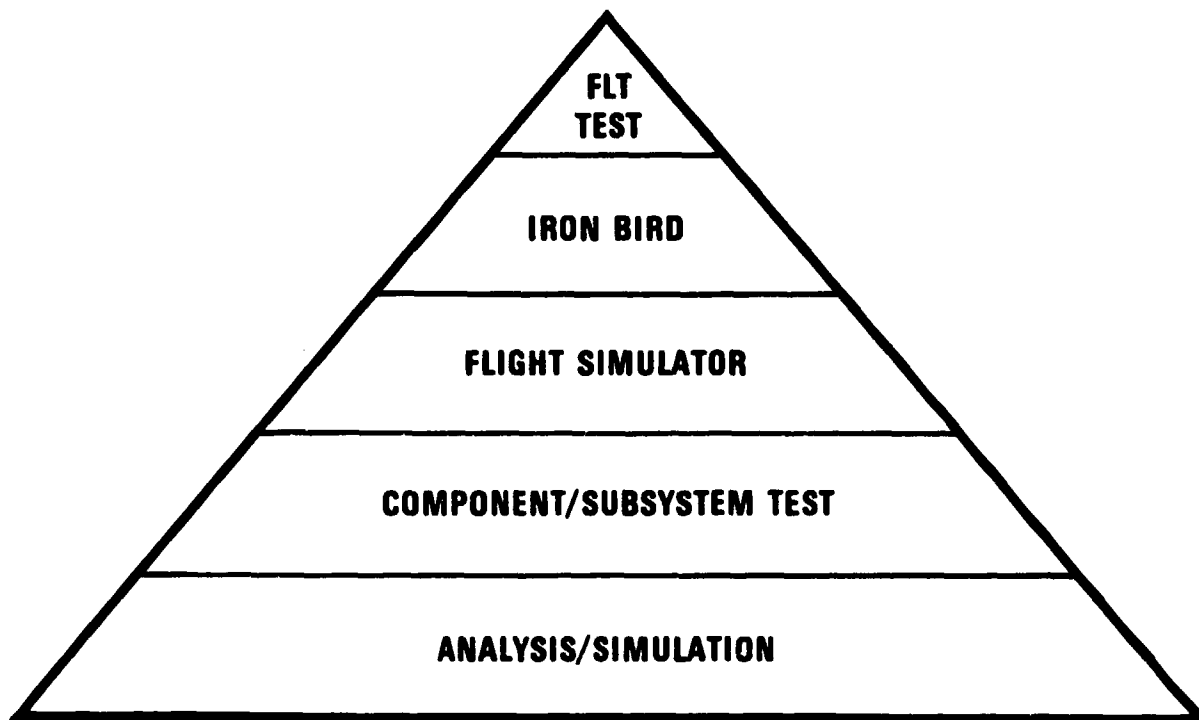 FLT
TEST
IRON BIRD
FLIGHT SIMULATOR
COMPONENT/SUBSYSTEM TEST
ANALYSIS/SIMULATION